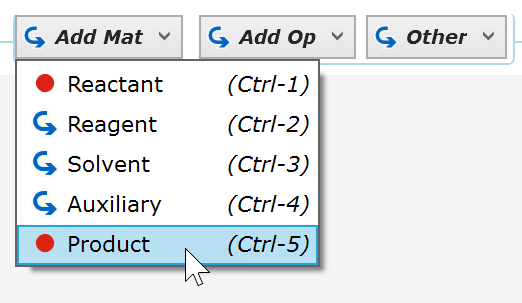 Add Mat Add Op Other
Reactant (Ctrl-1)
Reagent (Ctrl-2)
Solvent (Ctrl-3)
Auxiliary (Ctrl-4)
Product (Ctrl-5)